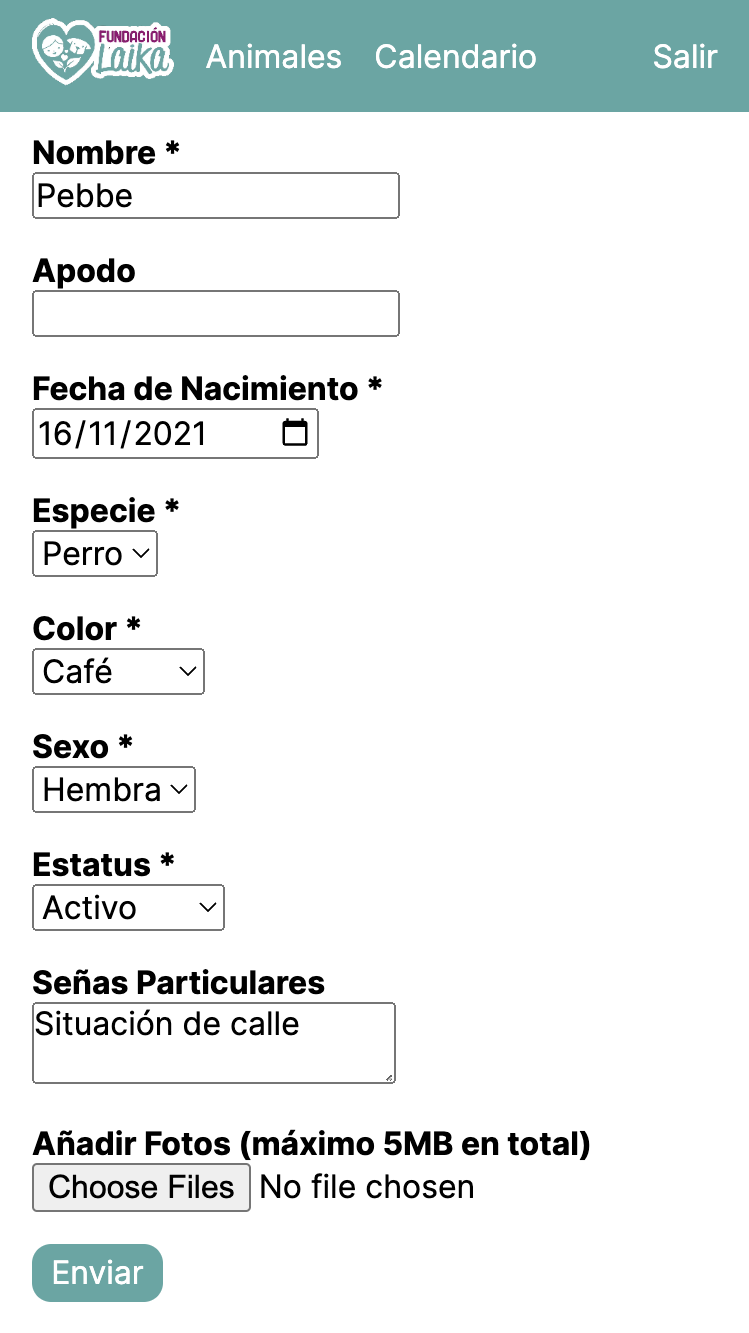 FUNDACIÓN
Laika
Animales Calendario Salir
Nombre *
Pebbe
Apodo
Fecha de Nacimiento *
16/11/2021
Especie *
Perro
Color *
Café
Sexo *
Hembra
Estatus *
Activo
Señas Particulares
Situación de calle
Añadir Fotos (máximo 5MB en total)
Choose Files No file chosen
Enviar